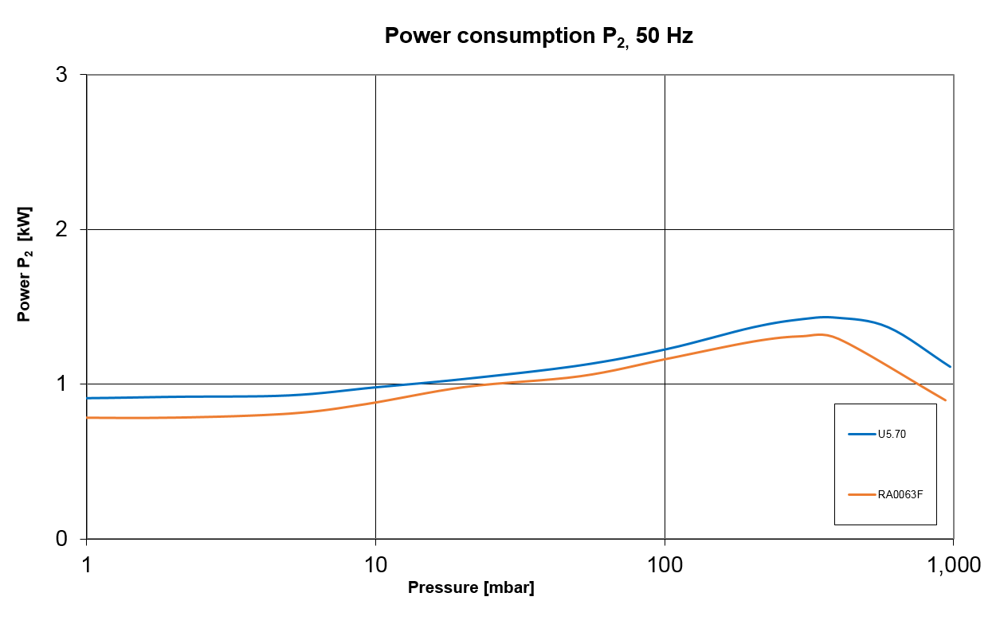 Power consumption P2, 50 Hz
3
2
1
0
Power P2 [kW]
1
10
100
1,000
Pressure [mbar]
U5.70
RA0063F